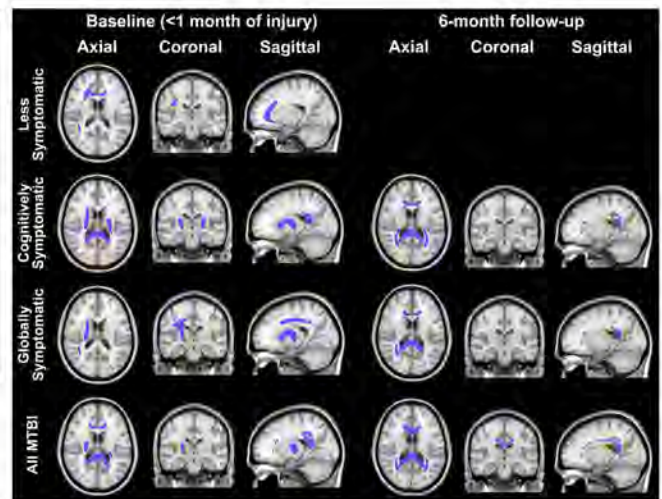 Baseline (<1 month of injury) 6-month follow-up
Axial Coronal Sagittal Axial Coronal Sagittal
Less
Symptomatic
Cognitively
Symptomatic
Globally
Symptomatic
All MTBI